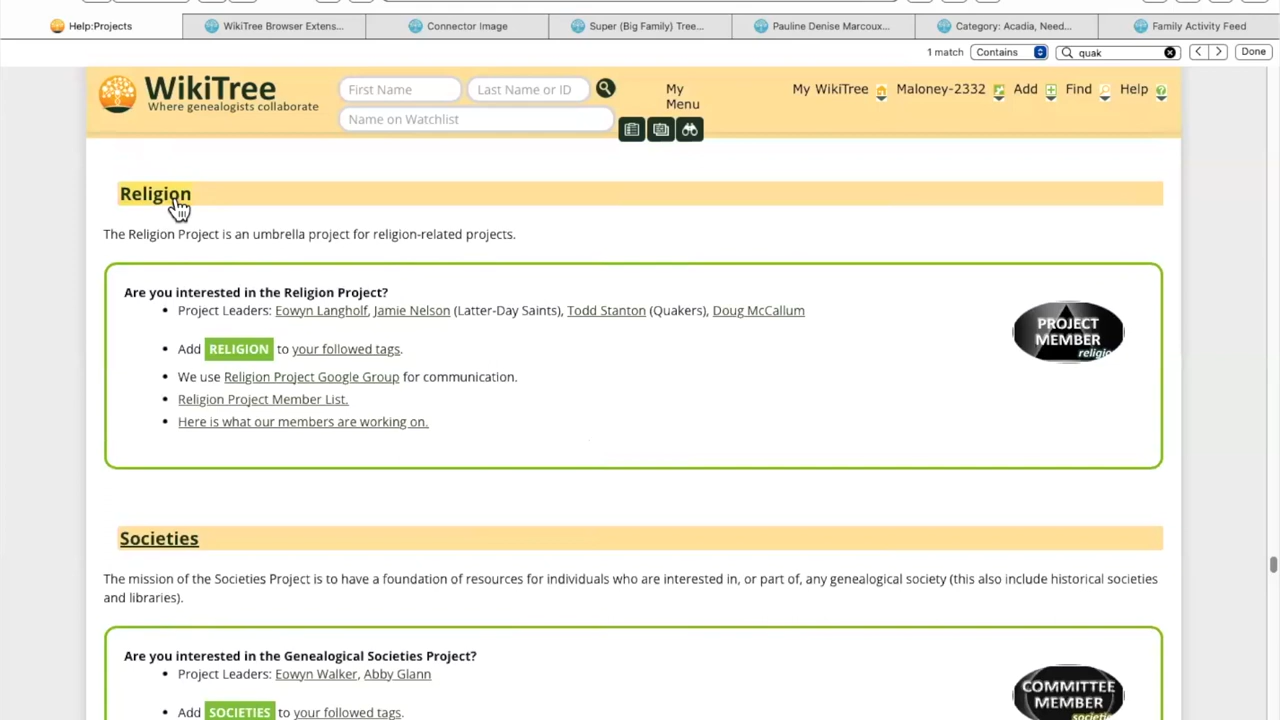 Help:Projects
WikiTree Browser Extens...
Connector Image
Super (Big Family) Tree...
Pauline Denise Marcoux...
Category: Acadia, Need...
Family Activity Feed
1 match
Contains
quak
Done
WikiTree
Where genealogists collaborate
First Name
Last Name or ID
Name on Watchlist
My
Menu
My WikiTree
Maloney-2332
Add
Find
Help
Religion
The Religion Project is an umbrella project for religion-related projects.
Are you interested in the Religion Project?
• Project Leaders: Eowyn Langholf, Jamie Nelson (Latter-Day Saints), Todd Stanton (Quakers), Doug McCallum
• Add RELIGION to your followed tags.
• We use Religion Project Google Group for communication.
• Religion Project Member List.
• Here is what our members are working on.
PROJECT
MEMBER
religio
Societies
The mission of the Societies Project is to have a foundation of resources for individuals who are interested in, or part of, any genealogical society (this also include historical societies
and libraries).
Are you interested in the Genealogical Societies Project?
• Project Leaders: Eowyn Walker, Abby Glann
• Add SOCIETIES to your followed tags.
COMMITTEE
MEMBER
societie